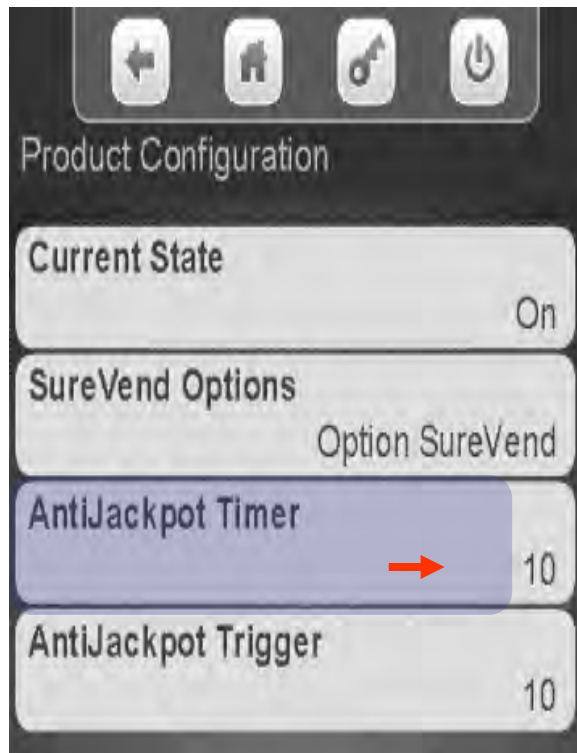 Product Configuration
Current State
On
SureVend Options
Option SureVend
AntiJackpot Timer
10
AntiJackpot Trigger
10